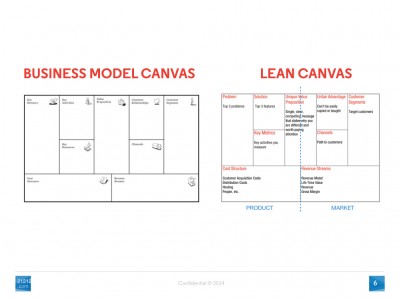 BUSINESS MODEL CANVAS
LEAN CANVAS
Key
Partners
Key
Activities
Value
Proposition
Customer
Relationships
Customer
Segments
Key
Resources
Channels
Cost
Structure
Revenue
Streams
Problem
Top 3 problems
Solution
Top 3 features
Unique Value
Proposition
Single, clear,
compelling message
that states why you
are different and
worth paying
attention
Unfair Advantage
Can't be easily
copied or bought
Customer
Segments
Target customers
Key Metrics
Key activities you
measure
Channels
Path to customers
Cost Structure
Customer Acquisition Costs
Distribution Costs
Hosting
People, etc.
Revenue Streams
Revenue Model
Life Time Value
Revenue
Gross Margin
PRODUCT
MARKET
Confidential © 2024
6